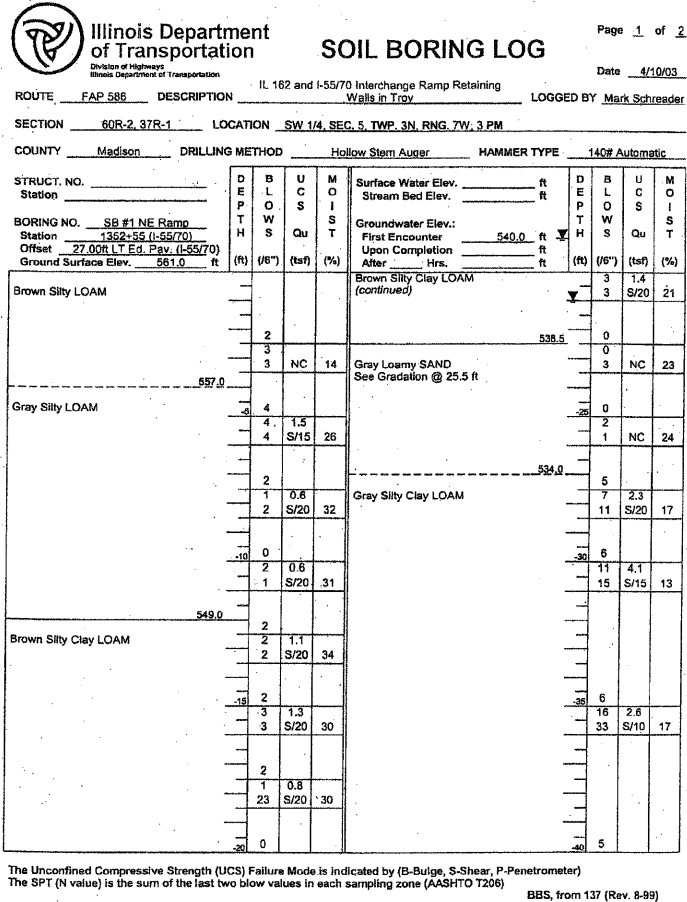 Illinois Department
of Transportation
Division of Highways
Illinois Department of Transportation
SOIL BORING LOG
Page 1 of 2
Date 4/10/03
ROUTE FAP 586 DESCRIPTION IL 162 and I-55/70 Interchange Ramp Retaining Walls in Troy LOGGED BY Mark Schreader
SECTION 60R-2, 37R-1 LOCATION SW 1/4, SEC. 5, TWP. 3N, RNG. 7W; 3 PM
COUNTY Madison DRILLING METHOD Hollow Stem Auger HAMMER TYPE 140# Automatic
STRUCT. NO.
Station
BORING NO. SB #1 NE Ramp
Station 1352+55 (I-55/70)
Offset 27.00ft LT Ed. Pav. (I-55/70)
Ground Surface Elev. 561.0 ft
DEPTH (ft) BLOWS (/6") UCS Qu (tsf) MOIST (%)
Brown Silty LOAM
2
3
3 NC 14
557.0
Gray Silty LOAM
-5 4
4 1.5
4 S/15 26
2
1 0.6
2 S/20 32
-10 0
2 0.6
1 S/20 31
549.0
2
Brown Silty Clay LOAM
2 1.1
2 S/20 34
-15 2
3 1.3
3 S/20 30
2
1 0.8
23 S/20 30
-20 0
Surface Water Elev. ft
Stream Bed Elev. ft
Groundwater Elev.:
First Encounter 540.0 ft
Upon Completion ft
After Hrs. ft
DEPTH (ft) BLOWS (/6") UCS Qu (tsf) MOIST (%)
Brown Silty Clay LOAM 3 1.4
(continued) 3 S/20 21
538.5 0
0
Gray Loamy SAND 3 NC 23
See Gradation @ 25.5 ft
-25 0
2
1 NC 24
534.0
5
Gray Silty Clay LOAM 7 2.3
11 S/20 17
-30 6
11 4.1
15 S/15 13
-35 6
16 2.6
33 S/10 17
-40 5
The Unconfined Compressive Strength (UCS) Failure Mode is indicated by (B-Bulge, S-Shear, P-Penetrometer)
The SPT (N value) is the sum of the last two blow values in each sampling zone (AASHTO T206)
BBS, from 137 (Rev. 8-99)